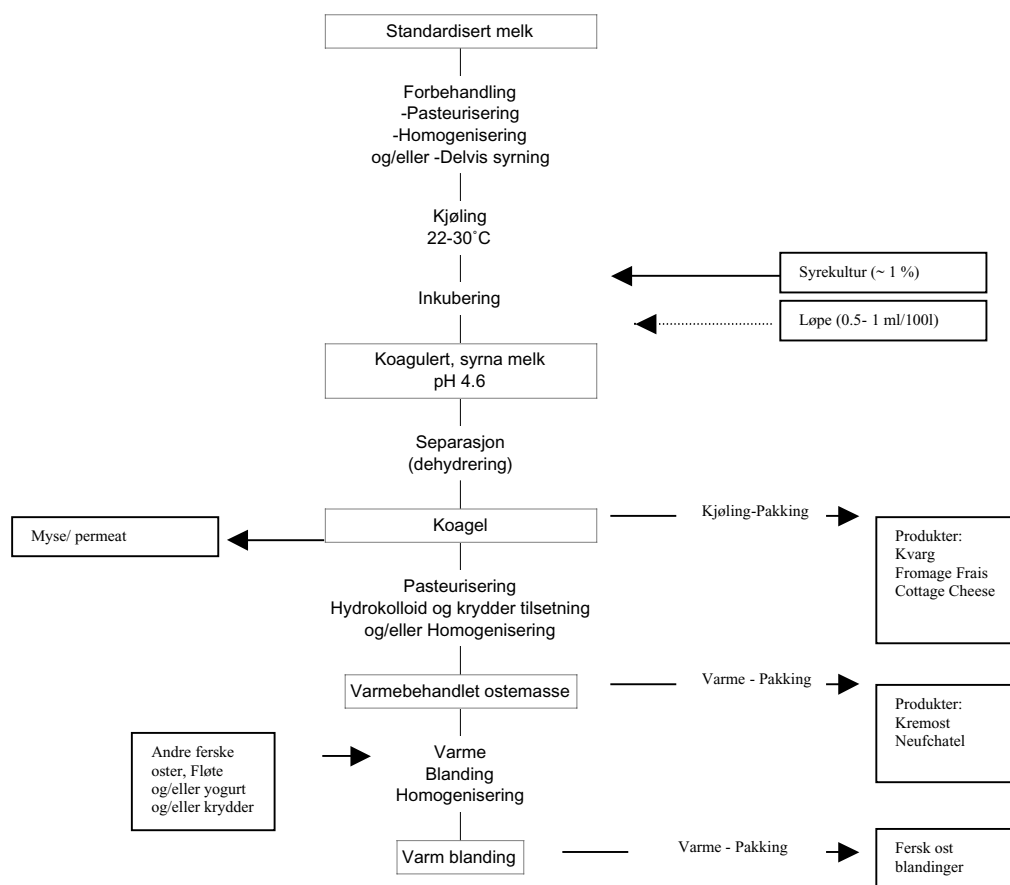 Standardisert melk
Forbehandling
-Pasteurisering
-Homogenisering
og/eller -Delvis syrning
Kjøling
22-30˚C
Syrekultur (~ 1 %)
Inkubering
Løpe (0.5- 1 ml/100l)
Koagulert, syrna melk
pH 4.6
Separasjon
(dehydrering)
Myse/ permeat
Koagel
Kjøling-Pakking
Produkter:
Kvarg
Fromage Frais
Cottage Cheese
Pasteurisering
Hydrokolloid og krydder tilsetning
og/eller Homogenisering
Varmebehandlet ostemasse
Varme - Pakking
Produkter:
Kremost
Neufchatel
Andre ferske
oster, Fløte
og/eller yogurt
og/eller krydder
Varme
Blanding
Homogenisering
Varm blanding
Varme - Pakking
Fersk ost
blandinger